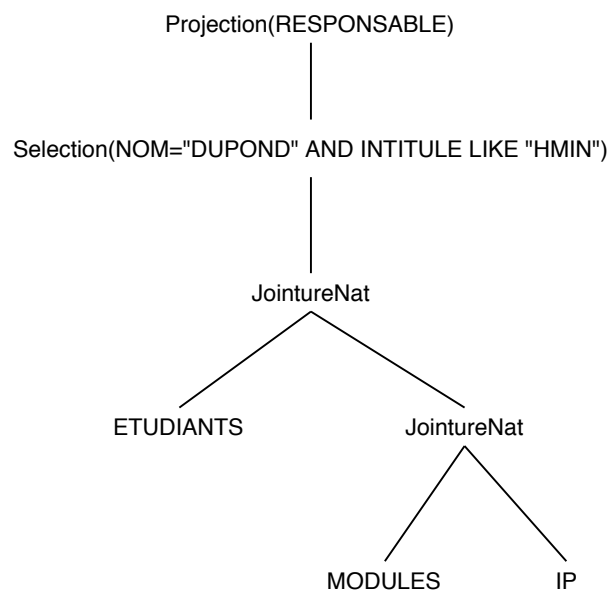 Projection(RESPONSABLE)
Selection(NOM="DUPOND" AND INTITULE LIKE "HMIN")
JointureNat
ETUDIANTS JointureNat
MODULES IP